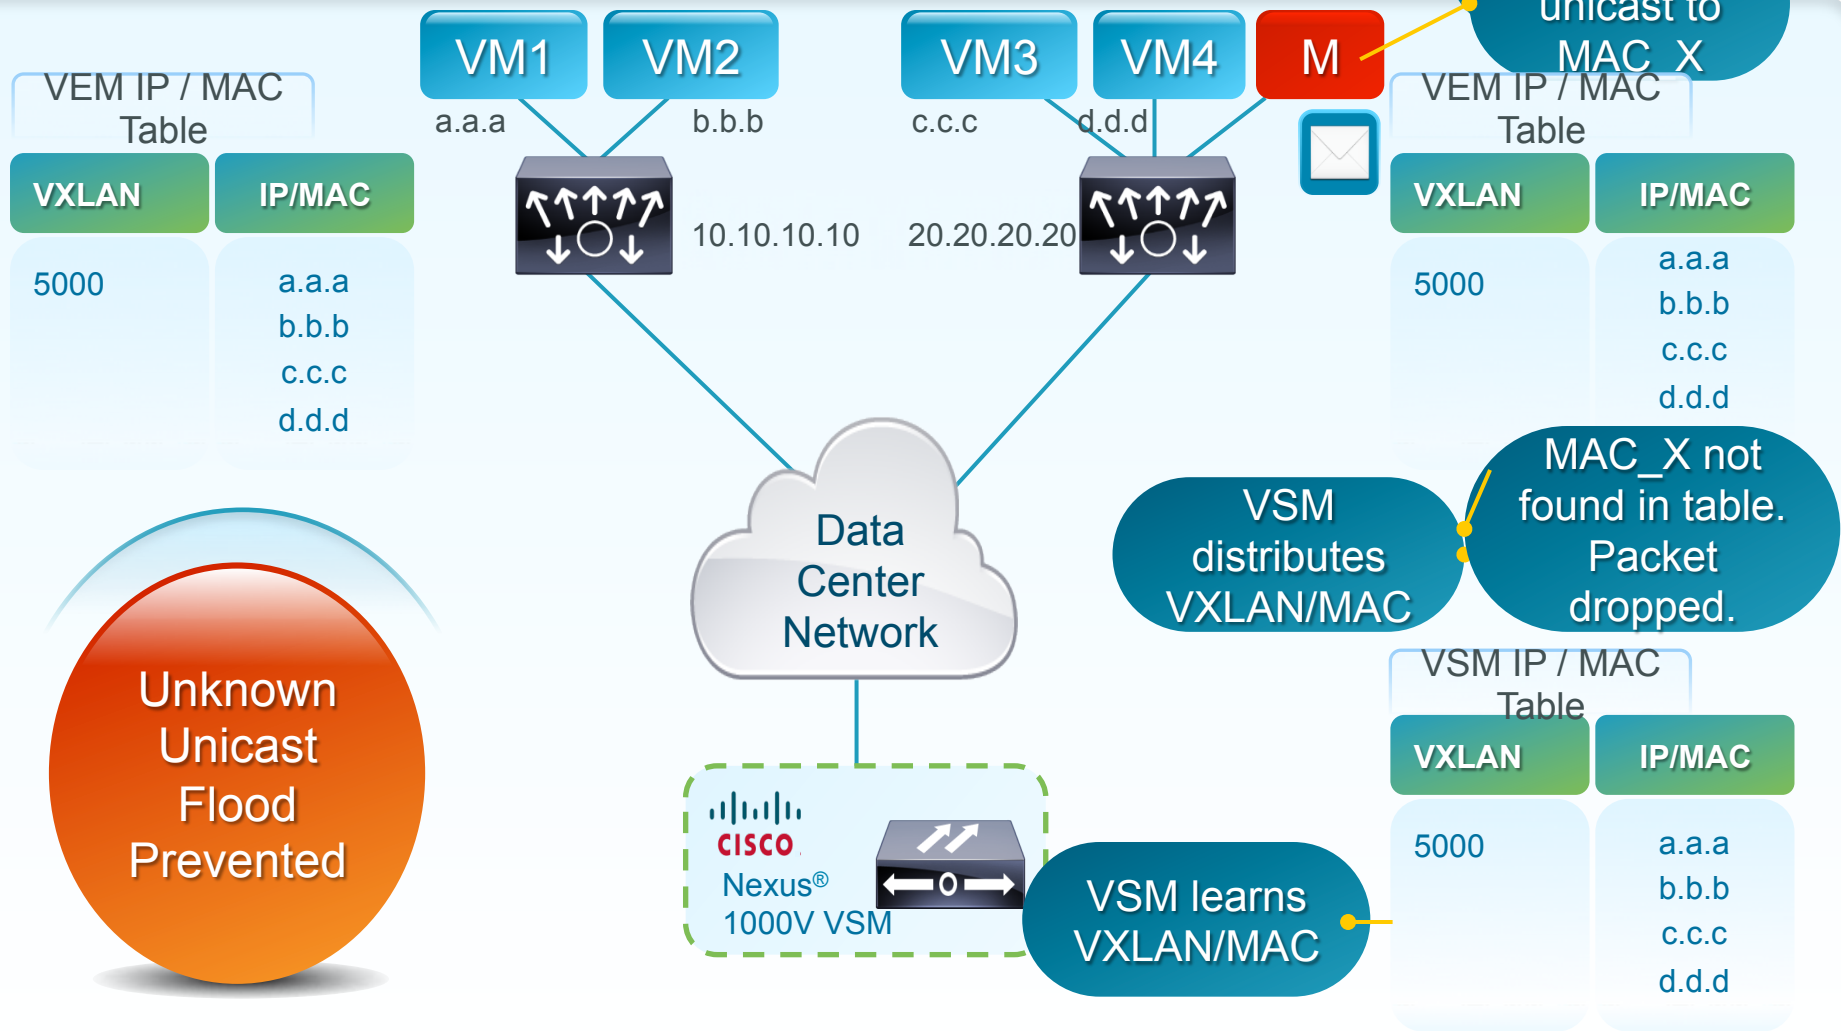 unicast to
MAC_X
VM1
VM2
VM3
VM4
M
VEM IP / MAC
Table
a.a.a
b.b.b
c.c.c
d.d.d
VEM IP / MAC
Table
VXLAN
IP/MAC
5000
a.a.a
b.b.b
c.c.c
d.d.d
10.10.10.10
20.20.20.20
VXLAN
IP/MAC
5000
a.a.a
b.b.b
c.c.c
d.d.d
MAC_X not
found in table.
Packet
dropped.
VSM
distributes
VXLAN/MAC
Data
Center
Network
Unknown
Unicast
Flood
Prevented
VSM IP / MAC
Table
VXLAN
IP/MAC
5000
a.a.a
b.b.b
c.c.c
d.d.d
CISCO
Nexus®
1000V VSM
VSM learns
VXLAN/MAC